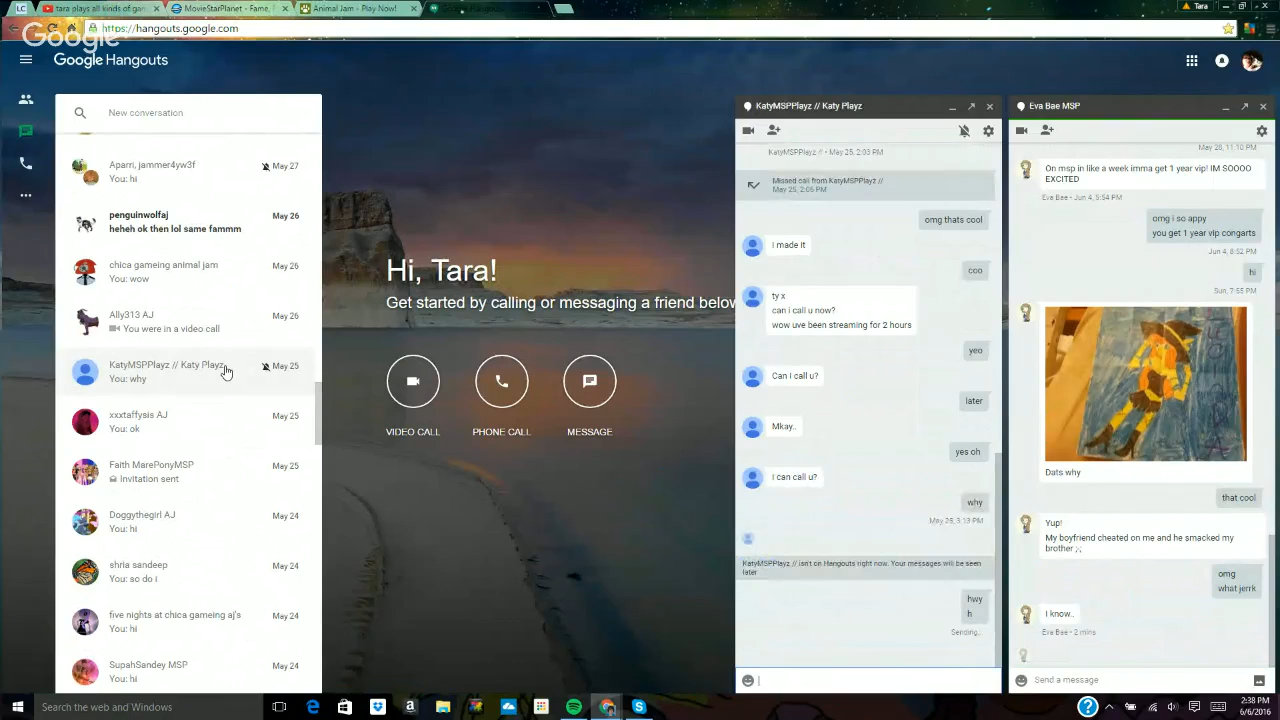 LC
tara plays all kinds of gam
MovieStarPlanet - Fame, F
Animal Jam - Play Now!
Tara
https://hangouts.google.com
Google
Google Hangouts
New conversation
Aparri, jammer4yw3f
May 27
You: hi
penguinwolfaj
May 26
heheh ok then lol same fammm
chica gameing animal jam
May 26
You: wow
Ally313 AJ
May 26
You were in a video call
KatyMSPPlayz // Katy Playz
May 25
You: why
xxxtaffysis AJ
May 25
You: ok
Faith MarePonyMSP
May 25
Invitation sent
Doggythegirl AJ
May 24
You: hi
shria sandeep
May 24
You: so do i
five nights at chica gameing aj's
May 24
You: hi
SupahSandey MSP
May 24
You: hi
Hi, Tara!
Get started by calling or messaging a friend below
VIDEO CALL
PHONE CALL
MESSAGE
KatyMSPPlayz // Katy Playz
KatyMSPPlayz // - May 25, 2:03 PM
Missed call from KatyMSPPlayz //
May 25, 2:06 PM
omg thats cool
I made it
coo
ty x
can i call u now?
wow uve been streaming for 2 hours
yeo
Can I call u?
later
Mkay..
yes oh
I can call u?
why
May 25, 3:13 PM
KatyMSPPlayz // isn't on Hangouts right now. Your messages will be seen
later
hwy
h
Sending..
Eva Bae MSP
May 28, 11:10 PM
On msp in like a week imma get 1 year vip! IM SOOOO
EXCITED
Eva Bae - Jun 4, 5:54 PM
omg i so appy
you get 1 year vip congarts
Jun 4, 8:52 PM
hi
Sun, 7:55 PM
Dats why
that cool
Yup!
My boyfriend cheated on me and he smacked my
brother ;-;
omg
what jerrk
I know..
Eva Bae - 2 mins
Send a message
Search the web and Windows
2:38 PM
6/6/2016